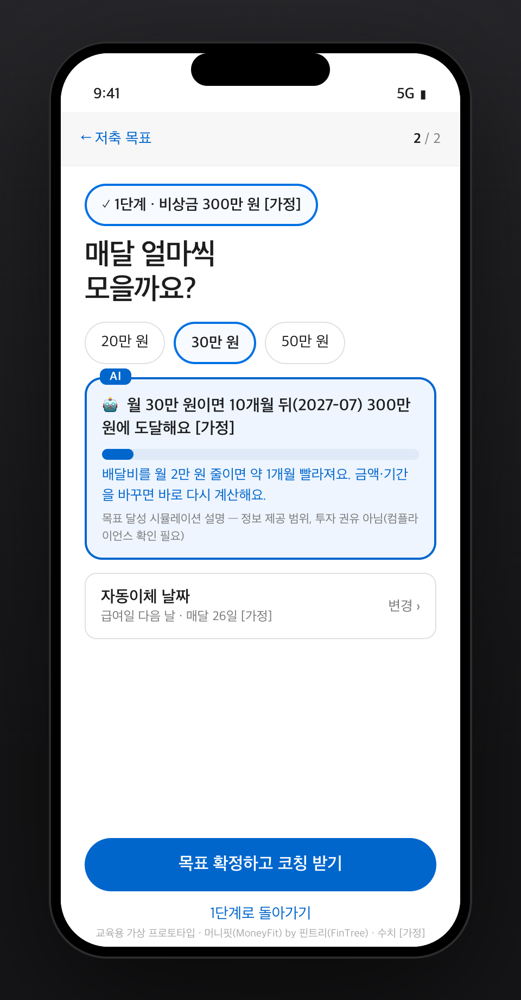 9:41
5G
← 저축 목표
2 / 2
✓ 1단계 · 비상금 300만 원 [가정]
매달 얼마씩
모을까요?
20만 원
30만 원
50만 원
AI
🤖 월 30만 원이면 10개월 뒤(2027-07) 300만
원에 도달해요 [가정]
배달비를 월 2만 원 줄이면 약 1개월 빨라져요. 금액·기간
을 바꾸면 바로 다시 계산해요.
목표 달성 시뮬레이션 설명 — 정보 제공 범위, 투자 권유 아님(컴플라
이언스 확인 필요)
자동이체 날짜
급여일 다음 날 · 매달 26일 [가정]
변경 ›
목표 확정하고 코칭 받기
1단계로 돌아가기
교육용 가상 프로토타입 · 머니핏(MoneyFit) by 핀트리(FinTree) · 수치 [가정]